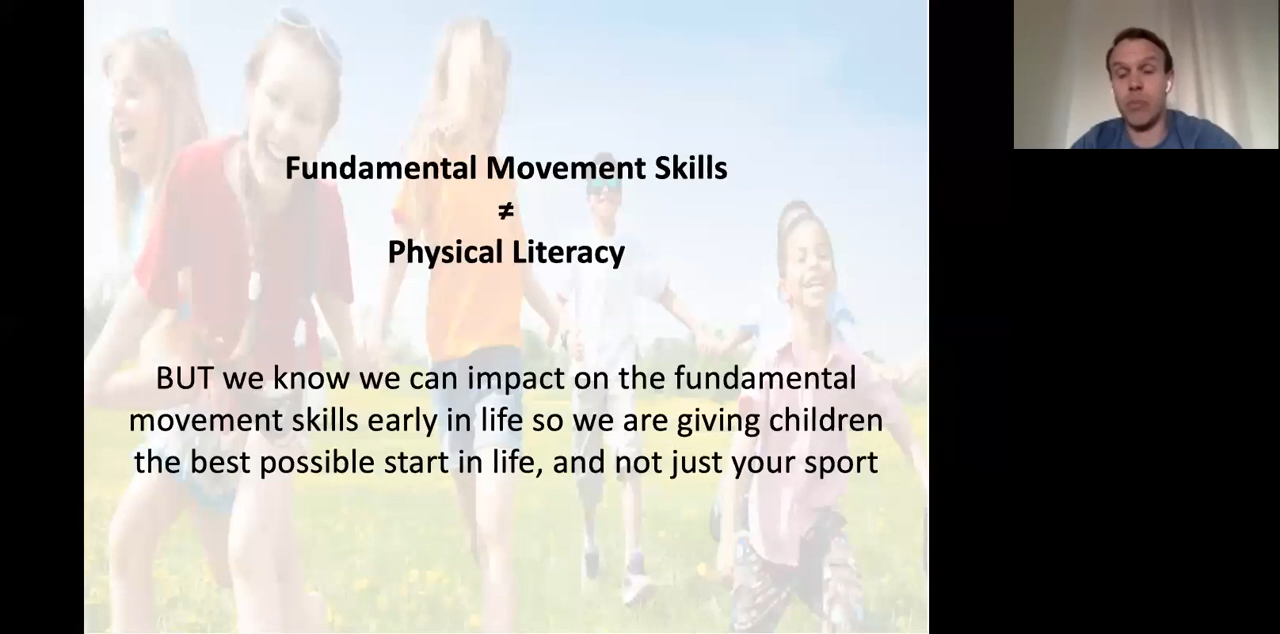 Fundamental Movement Skills
≠
Physical Literacy
BUT we know we can impact on the fundamental
movement skills early in life so we are giving children
the best possible start in life, and not just your sport